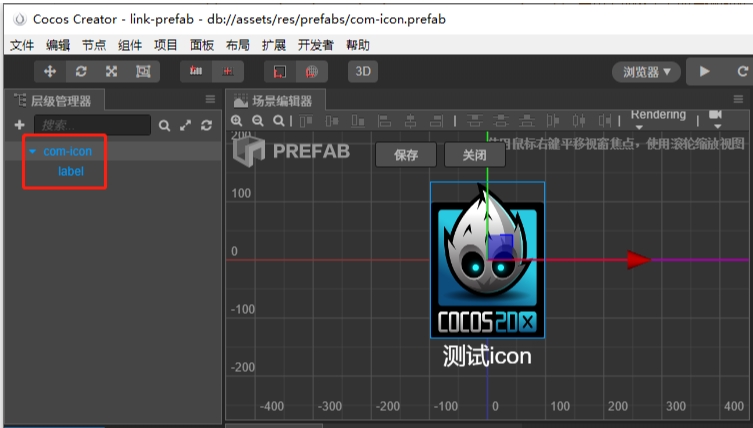 Cocos Creator - link-prefab - db://assets/res/prefabs/com-icon.prefab
文件 编辑 节点 组件 项目 面板 布局 扩展 开发者 帮助
3D 浏览器
层级管理器 场景编辑器
搜索... Rendering
com-icon
label
PREFAB 保存 关闭 使用鼠标右键平移视窗焦点，使用滚轮缩放视图
200
100
0
-100
-200
COCOS2DX
测试icon
-400 -300 -200 -100 0 100 200 300 400